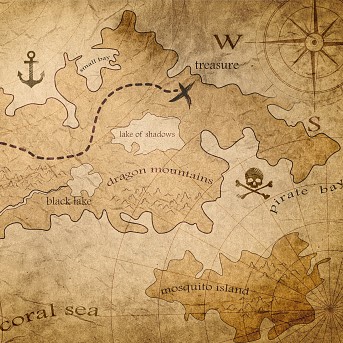 W
small bay
treasure
S
lake of shadows
dragon mountains
pirate bay
black lake
mosquito island
coral sea